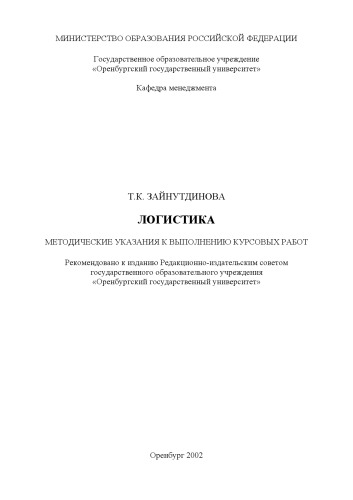 МИНИСТЕРСТВО ОБРАЗОВАНИЯ РОССИЙСКОЙ ФЕДЕРАЦИИ
Государственное образовательное учреждение
«Оренбургский государственный университет»
Кафедра менеджмента
Т.К. ЗАЙНУТДИНОВА
ЛОГИСТИКА
МЕТОДИЧЕСКИЕ УКАЗАНИЯ К ВЫПОЛНЕНИЮ КУРСОВЫХ РАБОТ
Рекомендовано к изданию Редакционно-издательским советом
государственного образовательного учреждения
«Оренбургский государственный университет»
Оренбург 2002